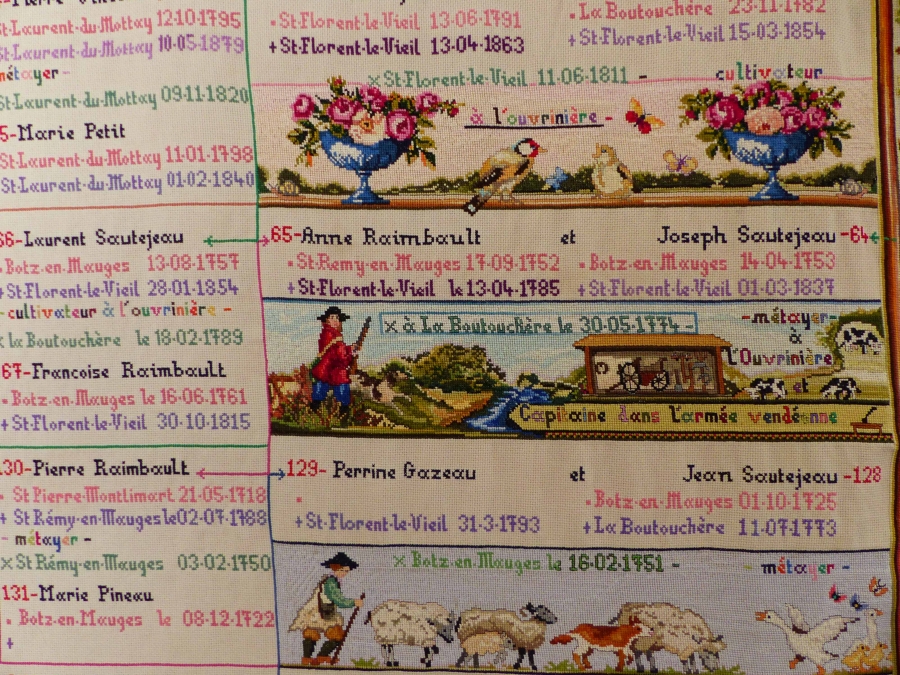 St-Laurent-du-Mottay 12-10-1795
St-Laurent-du-Mottay 10-05-1879
métayer -
St-Laurent-du-Mottay 09-11-1820
5-Marie Petit
St-Laurent-du-Mottay 11-01-1798
St-Laurent-du-Mottay 01-02-1840
66-Laurent Sautejeau
- Botz-en-Mauges 13-08-1757
+ St-Florent-le-Vieil 28-01-1854
- cultivateur à l'ouvrinière -
x la Boutouchère le 18-02-1789
67-Francoise Raimbault
- Botz-en-Mauges le 16-06-1761
+ St-Florent-le-Vieil 30-10-1815
130-Pierre Raimbault
- St Pierre-Montlimart 21-05-1718
+ St Rémy-en-Mauges le 02-07-1788
- métayer -
x St Rémy-en-Mauges 03-02-1750
131-Marie Pineau
- Botz-en-Mauges le 08-12-1722
+
- St-Florent-le-Vieil 13-06-1791
+ St-Florent-le-Vieil 13-04-1863
- La Boutouchère 23-11-1782
+ St-Florent-le-Vieil 15-03-1854
x St-Florent-le-Vieil 11-06-1811 - cultivateur
à l'ouvrinière -
65-Anne Raimbault et Joseph Sautejeau -64
- St-Remy-en-Mauges 17-09-1752 - Botz-en-Mauges 14-04-1753
+ St-Florent-le-Vieil le 13-04-1785 + St-Florent-le-Vieil 01-03-1837
x à La Boutouchère le 30-05-1774 -
-métayer-
à
l'Ouvrinière
et
Capitaine dans l'armée vendéenne
129- Perrine Gazeau et Jean Sautejeau -128
- Botz-en-Mauges 01-10-1725
+ St-Florent-le-Vieil 31-3-1793 + La Boutouchère 11-07-1773
x Botz-en-Mauges le 16-02-1751 - - métayer -